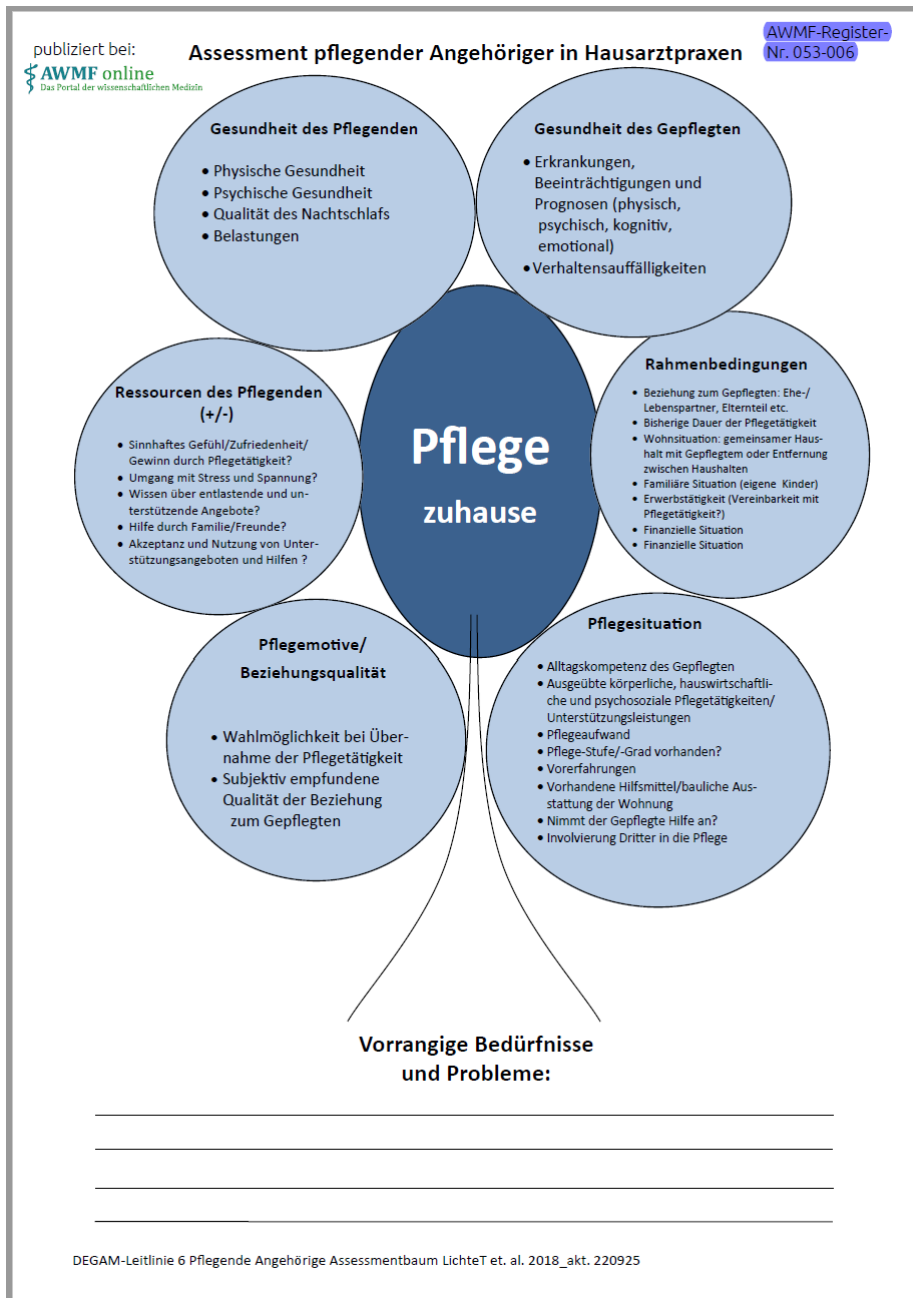 publiziert bei:
AWMF online
Das Portal der wissenschaftlichen Medizin
Assessment pflegender Angehöriger in Hausarztpraxen
AWMF-Register-
Nr. 053-006
Gesundheit des Pflegenden
• Physische Gesundheit
• Psychische Gesundheit
• Qualität des Nachtschlafs
• Belastungen
Gesundheit des Gepflegten
• Erkrankungen,
Beeinträchtigungen und
Prognosen (physisch,
psychisch, kognitiv,
emotional)
• Verhaltensauffälligkeiten
Ressourcen des Pflegenden
(+/-)
• Sinnhaftes Gefühl/Zufriedenheit/
Gewinn durch Pflegetätigkeit?
• Umgang mit Stress und Spannung?
• Wissen über entlastende und un-
terstützende Angebote?
• Hilfe durch Familie/Freunde?
• Akzeptanz und Nutzung von Unter-
stützungsangeboten und Hilfen ?
Pflege
zuhause
Rahmenbedingungen
• Beziehung zum Gepflegten: Ehe-/
Lebenspartner, Elternteil etc.
• Bisherige Dauer der Pflegetätigkeit
• Wohnsituation: gemeinsamer Haus-
halt mit Gepflegtem oder Entfernung
zwischen Haushalten
• Familiäre Situation (eigene Kinder)
• Erwerbstätigkeit (Vereinbarkeit mit
Pflegetätigkeit?)
• Finanzielle Situation
• Finanzielle Situation
Pflegemotive/
Beziehungsqualität
• Wahlmöglichkeit bei Über-
nahme der Pflegetätigkeit
• Subjektiv empfundene
Qualität der Beziehung
zum Gepflegten
Pflegesituation
• Alltagskompetenz des Gepflegten
• Ausgeübte körperliche, hauswirtschaftli-
che und psychosoziale Pflegetätigkeiten/
Unterstützungsleistungen
• Pflegeaufwand
• Pflege-Stufe/-Grad vorhanden?
• Vorerfahrungen
• Vorhandene Hilfsmittel/bauliche Aus-
stattung der Wohnung
• Nimmt der Gepflegte Hilfe an?
• Involvierung Dritter in die Pflege
Vorrangige Bedürfnisse
und Probleme:
DEGAM-Leitlinie 6 Pflegende Angehörige Assessmentbaum LichteT et. al. 2018_akt. 220925